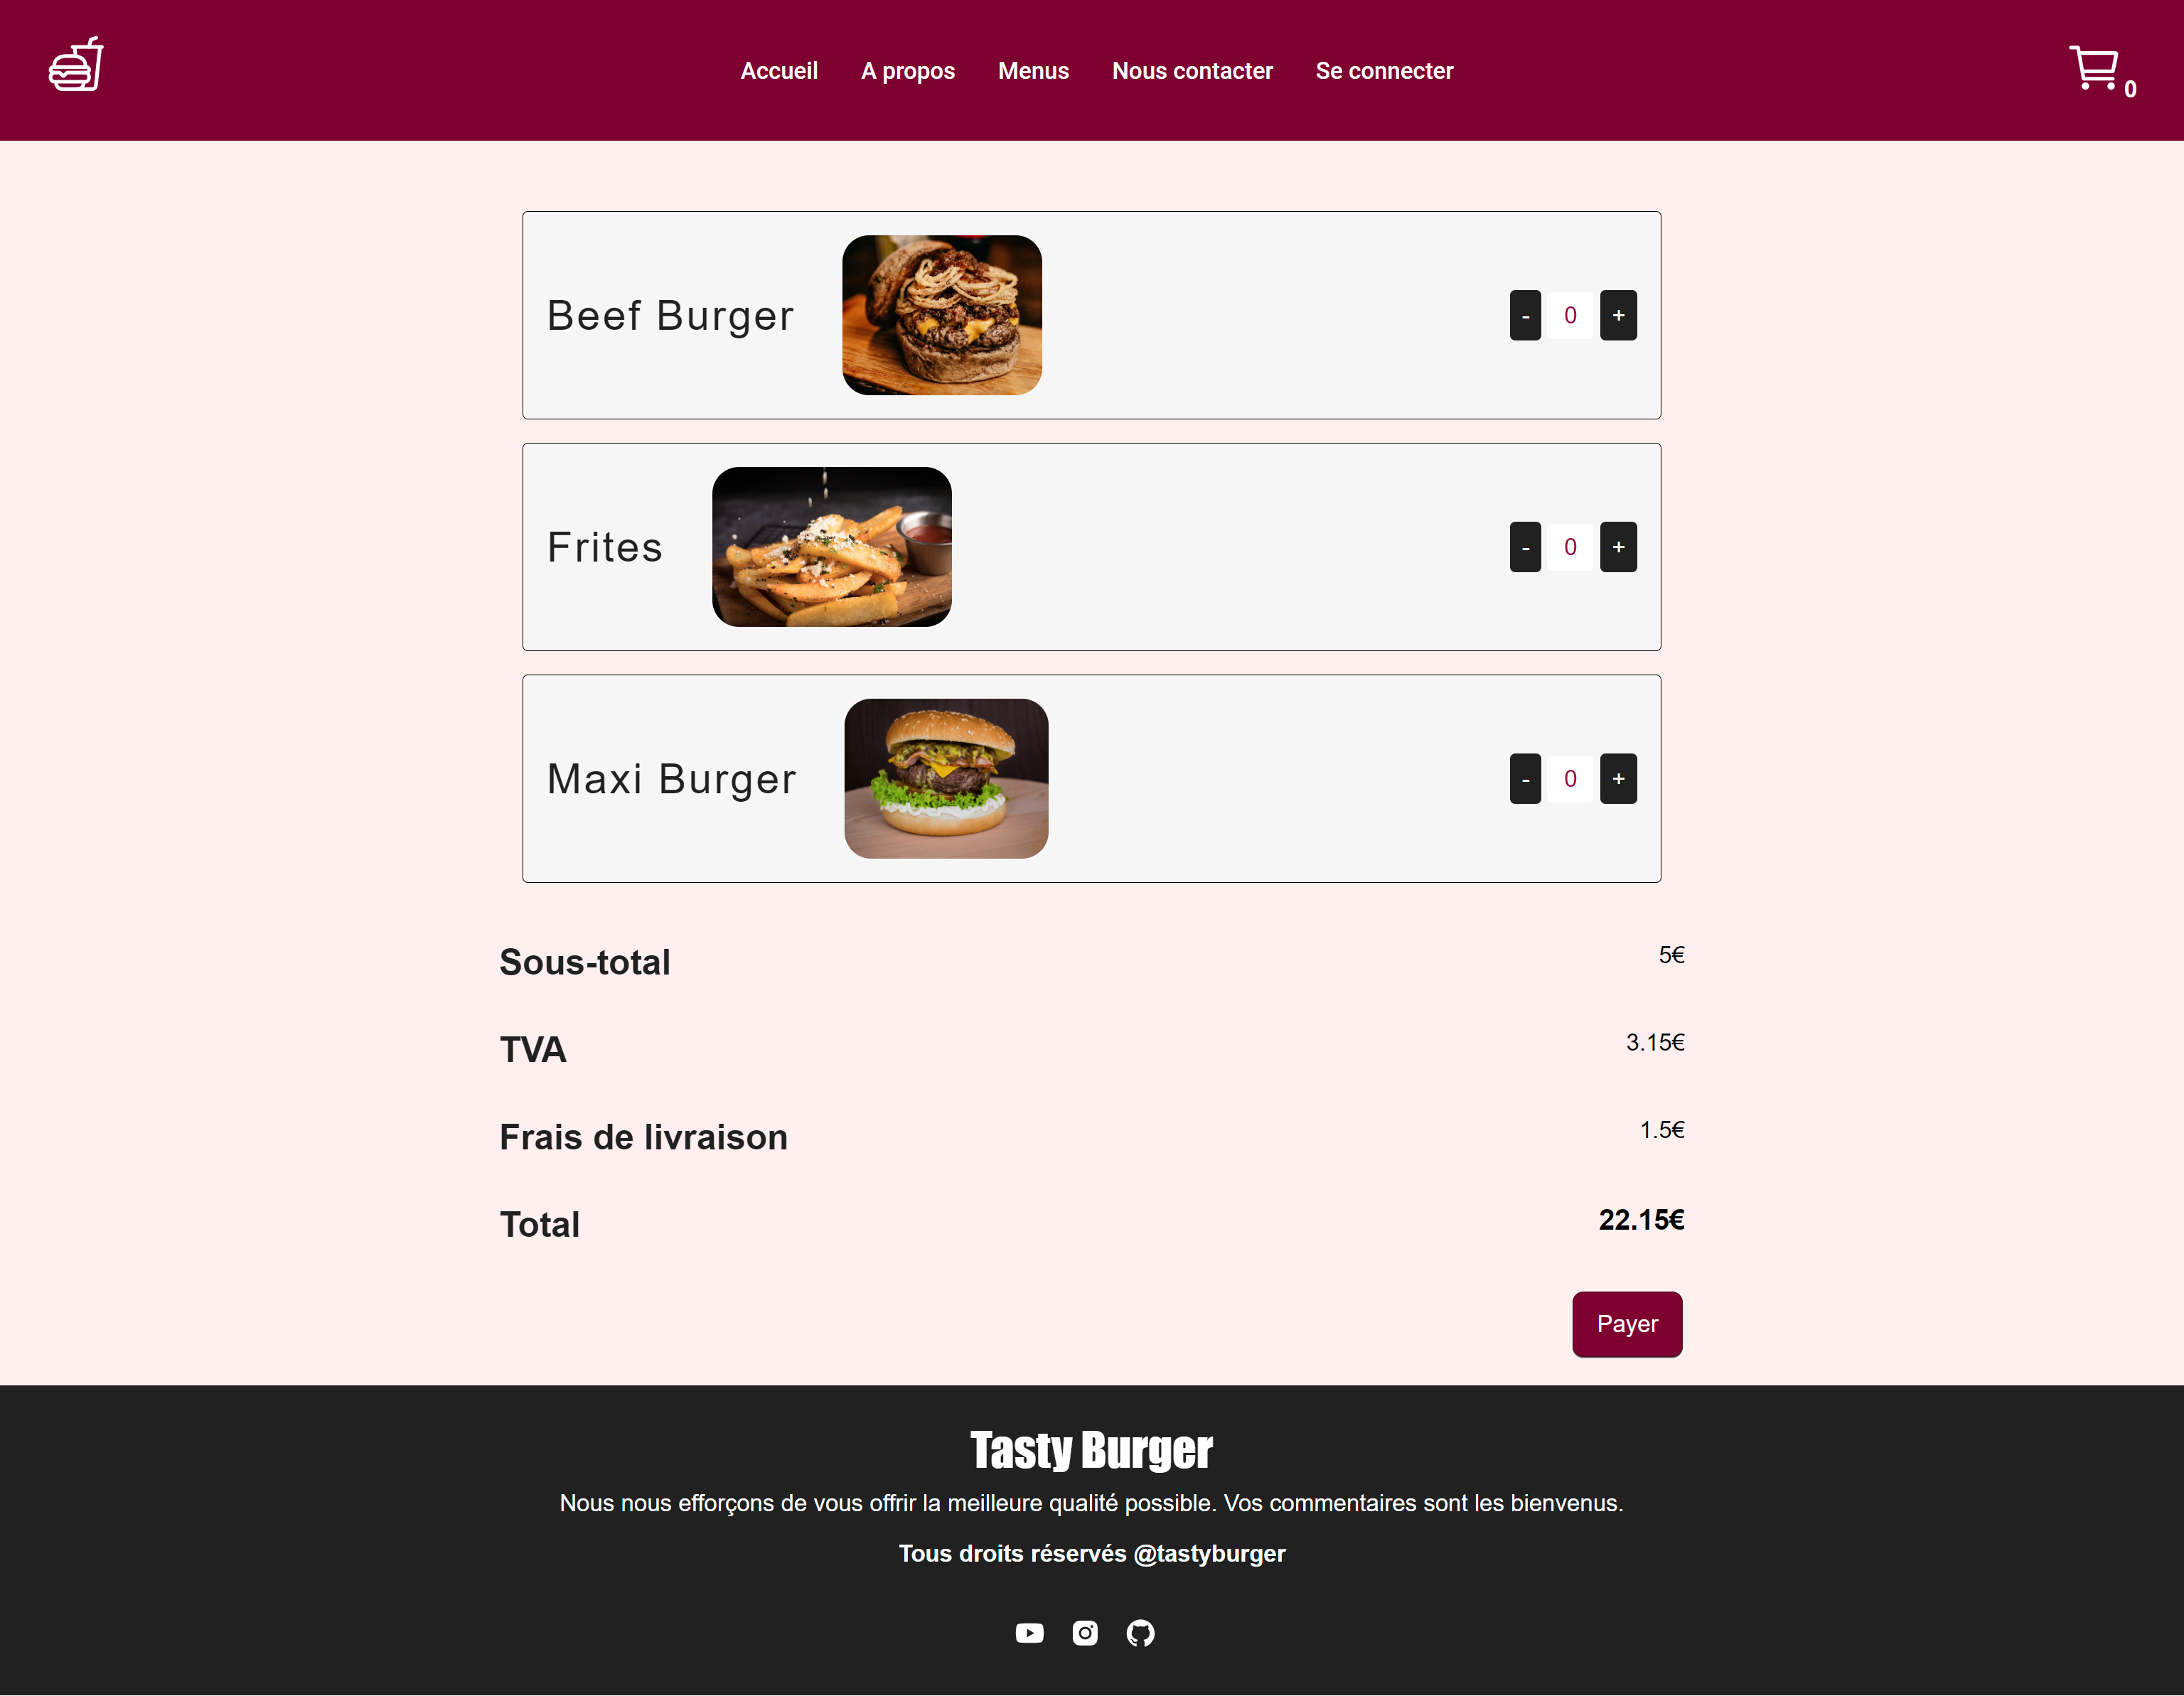 Accueil A propos Menus Nous contacter Se connecter 0
Beef Burger - 0 +
Frites - 0 +
Maxi Burger - 0 +
Sous-total 5€
TVA 3.15€
Frais de livraison 1.5€
Total 22.15€
Payer
Tasty Burger
Nous nous efforçons de vous offrir la meilleure qualité possible. Vos commentaires sont les bienvenus.
Tous droits réservés @tastyburger